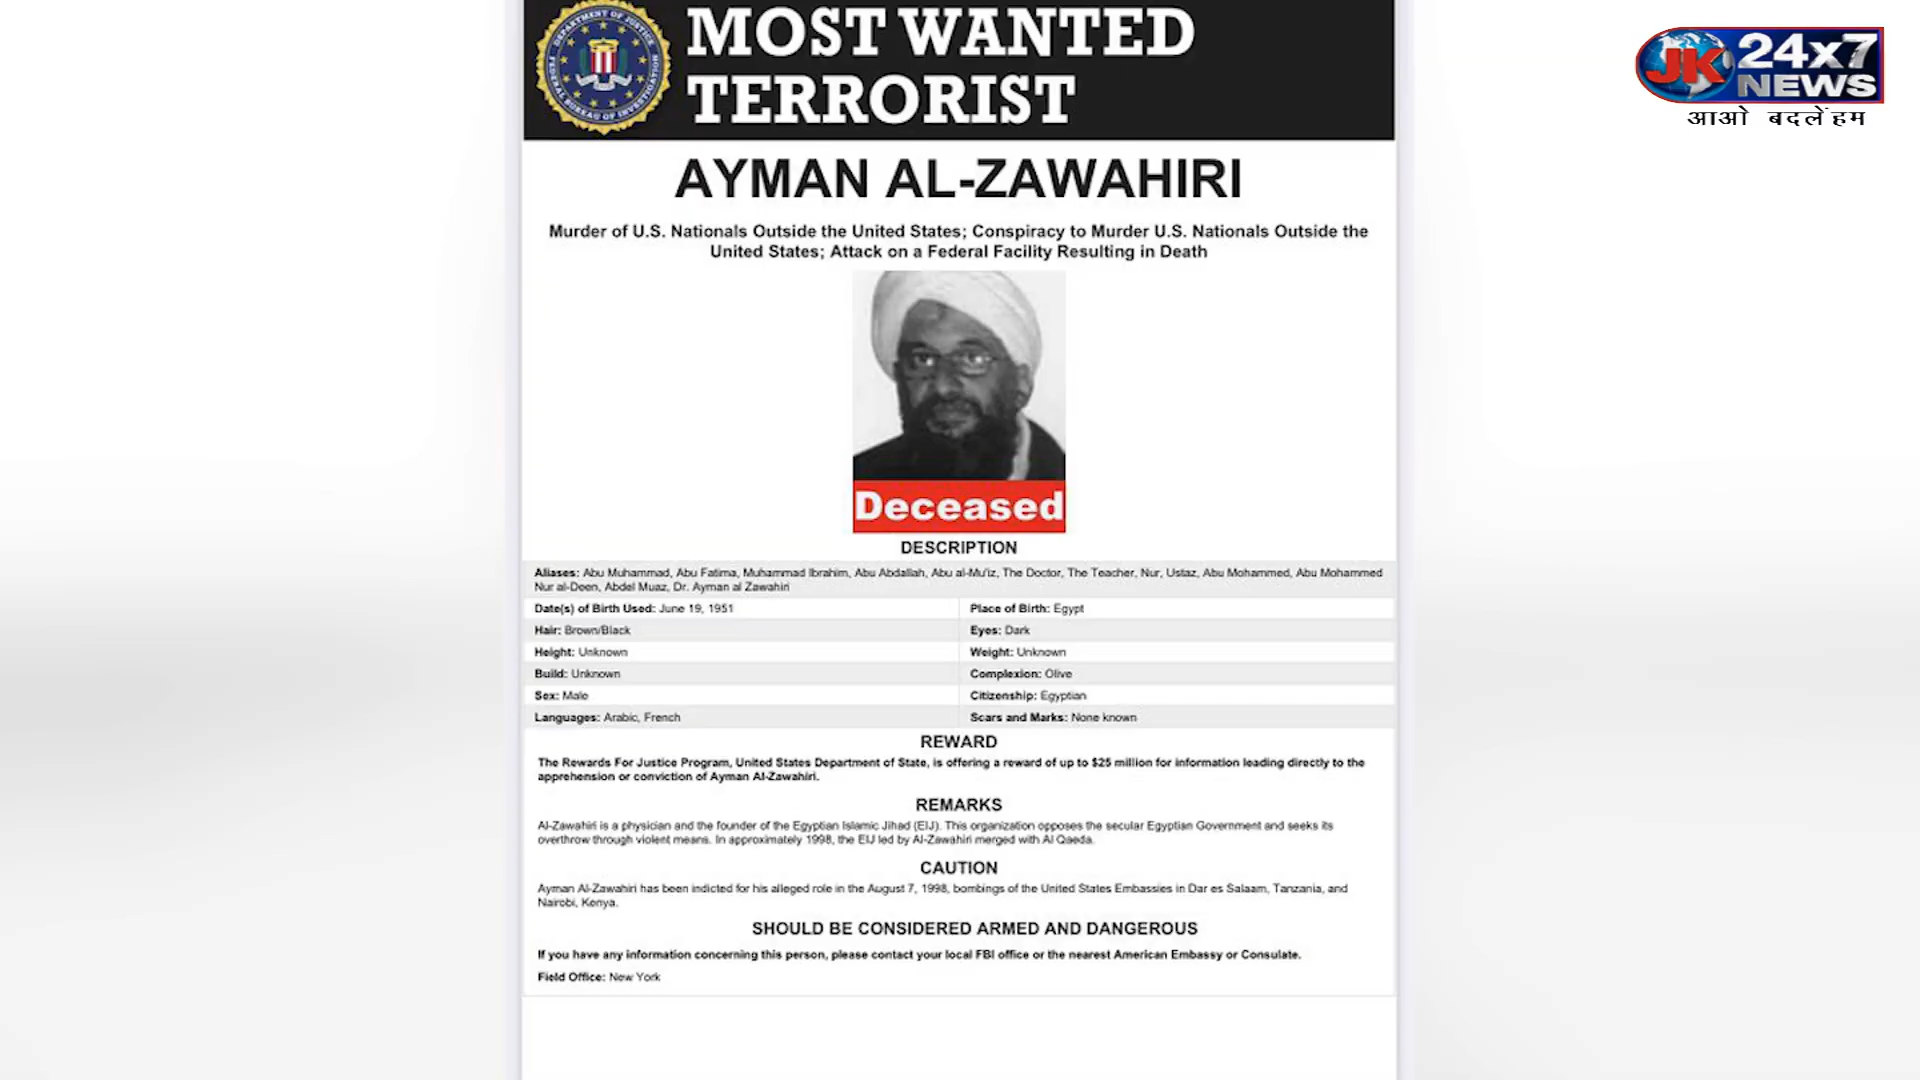 MOST WANTED
TERRORIST
DEPARTMENT OF JUSTICE
FEDERAL BUREAU OF INVESTIGATION
JK 24x7
NEWS
आओ बदलें हम
AYMAN AL-ZAWAHIRI
Murder of U.S. Nationals Outside the United States; Conspiracy to Murder U.S. Nationals Outside the
United States; Attack on a Federal Facility Resulting in Death
Deceased
DESCRIPTION
Aliases: Abu Muhammad, Abu Fatima, Muhammad Ibrahim, Abu Abdallah, Abu al-Mu'iz, The Doctor, The Teacher, Nur, Ustaz, Abu Mohammed, Abu Mohammed
Nur al-Deen, Abdel Muaz, Dr. Ayman al Zawahiri
Date(s) of Birth Used: June 19, 1951 Place of Birth: Egypt
Hair: Brown/Black Eyes: Dark
Height: Unknown Weight: Unknown
Build: Unknown Complexion: Olive
Sex: Male Citizenship: Egyptian
Languages: Arabic, French Scars and Marks: None known
REWARD
The Rewards For Justice Program, United States Department of State, is offering a reward of up to $25 million for information leading directly to the
apprehension or conviction of Ayman Al-Zawahiri.
REMARKS
Al-Zawahiri is a physician and the founder of the Egyptian Islamic Jihad (EIJ). This organization opposes the secular Egyptian Government and seeks its
overthrow through violent means. In approximately 1998, the EIJ led by Al-Zawahiri merged with Al Qaeda.
CAUTION
Ayman Al-Zawahiri has been indicted for his alleged role in the August 7, 1998, bombings of the United States Embassies in Dar es Salaam, Tanzania, and
Nairobi, Kenya.
SHOULD BE CONSIDERED ARMED AND DANGEROUS
If you have any information concerning this person, please contact your local FBI office or the nearest American Embassy or Consulate.
Field Office: New York